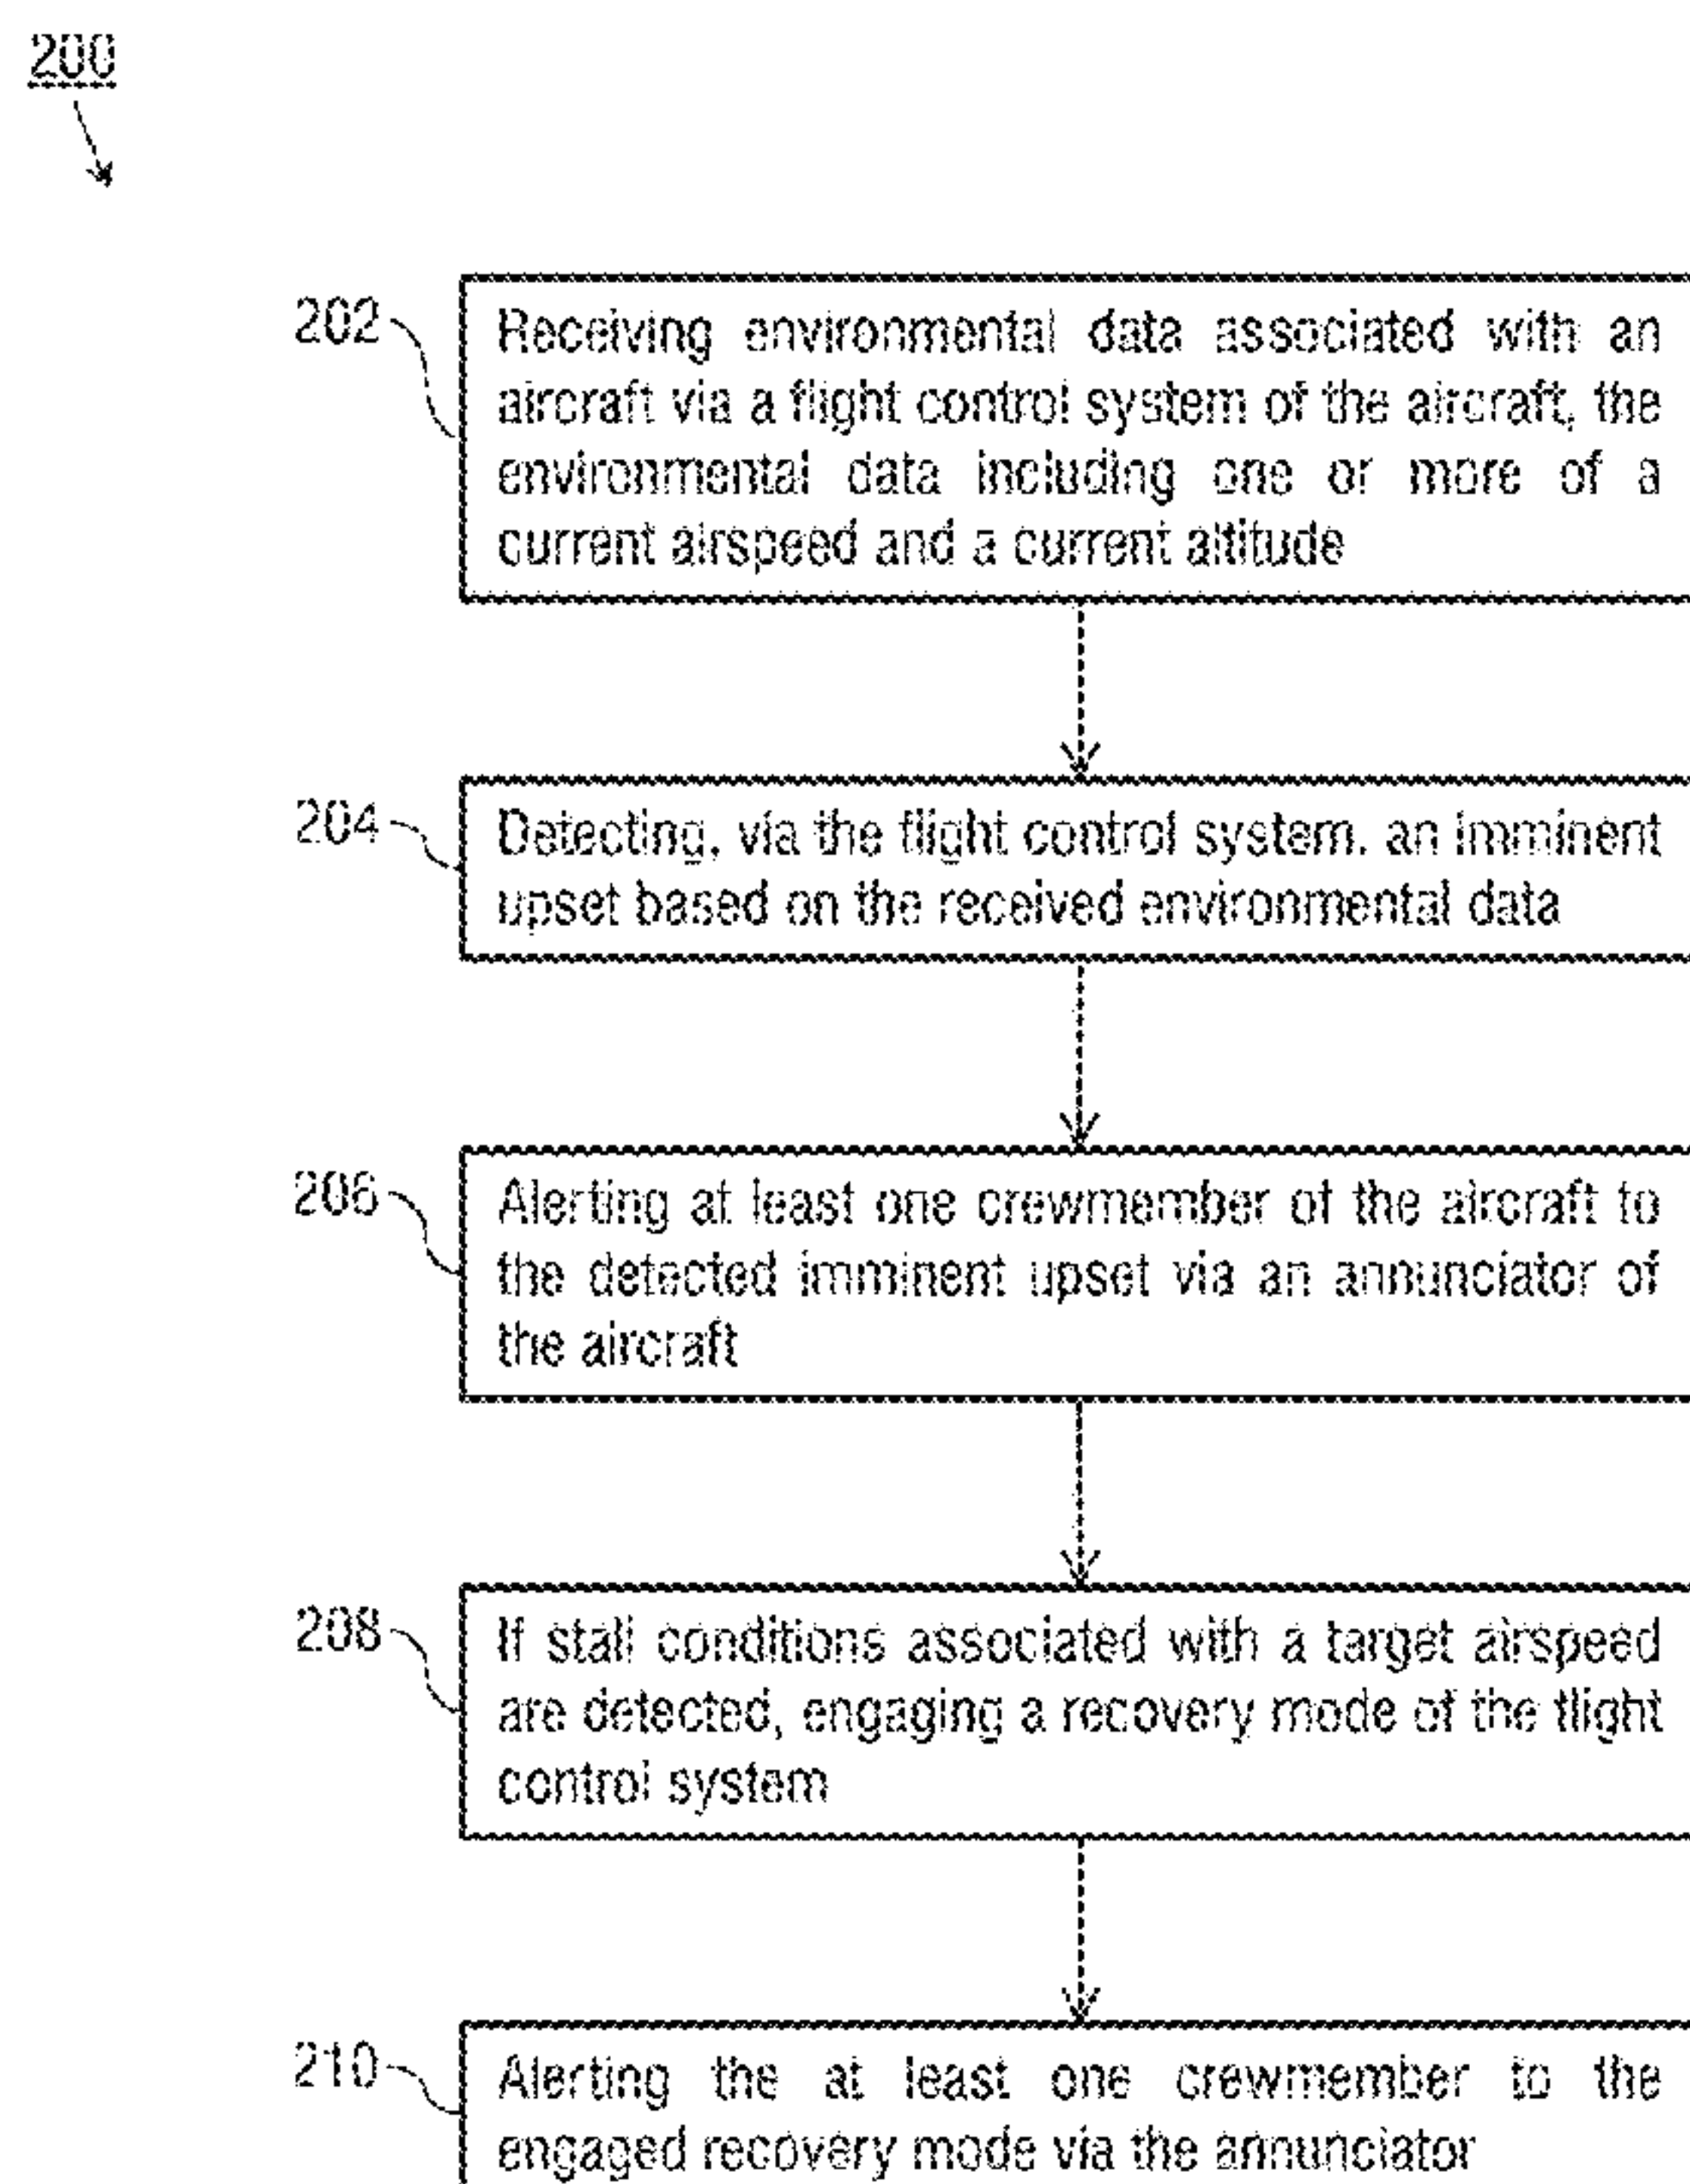 200
202
Receiving environmental data associated with an
aircraft via a flight control system of the aircraft, the
environmental data including one or more of a
current airspeed and a current altitude
204
Detecting, via the flight control system, an imminent
upset based on the received environmental data
206
Alerting at least one crewmember of the aircraft to
the detected imminent upset via an annunciator of
the aircraft
208
If stall conditions associated with a target airspeed
are detected, engaging a recovery mode of the flight
control system
210
Alerting the at least one crewmember to the
engaged recovery mode via the annunciator